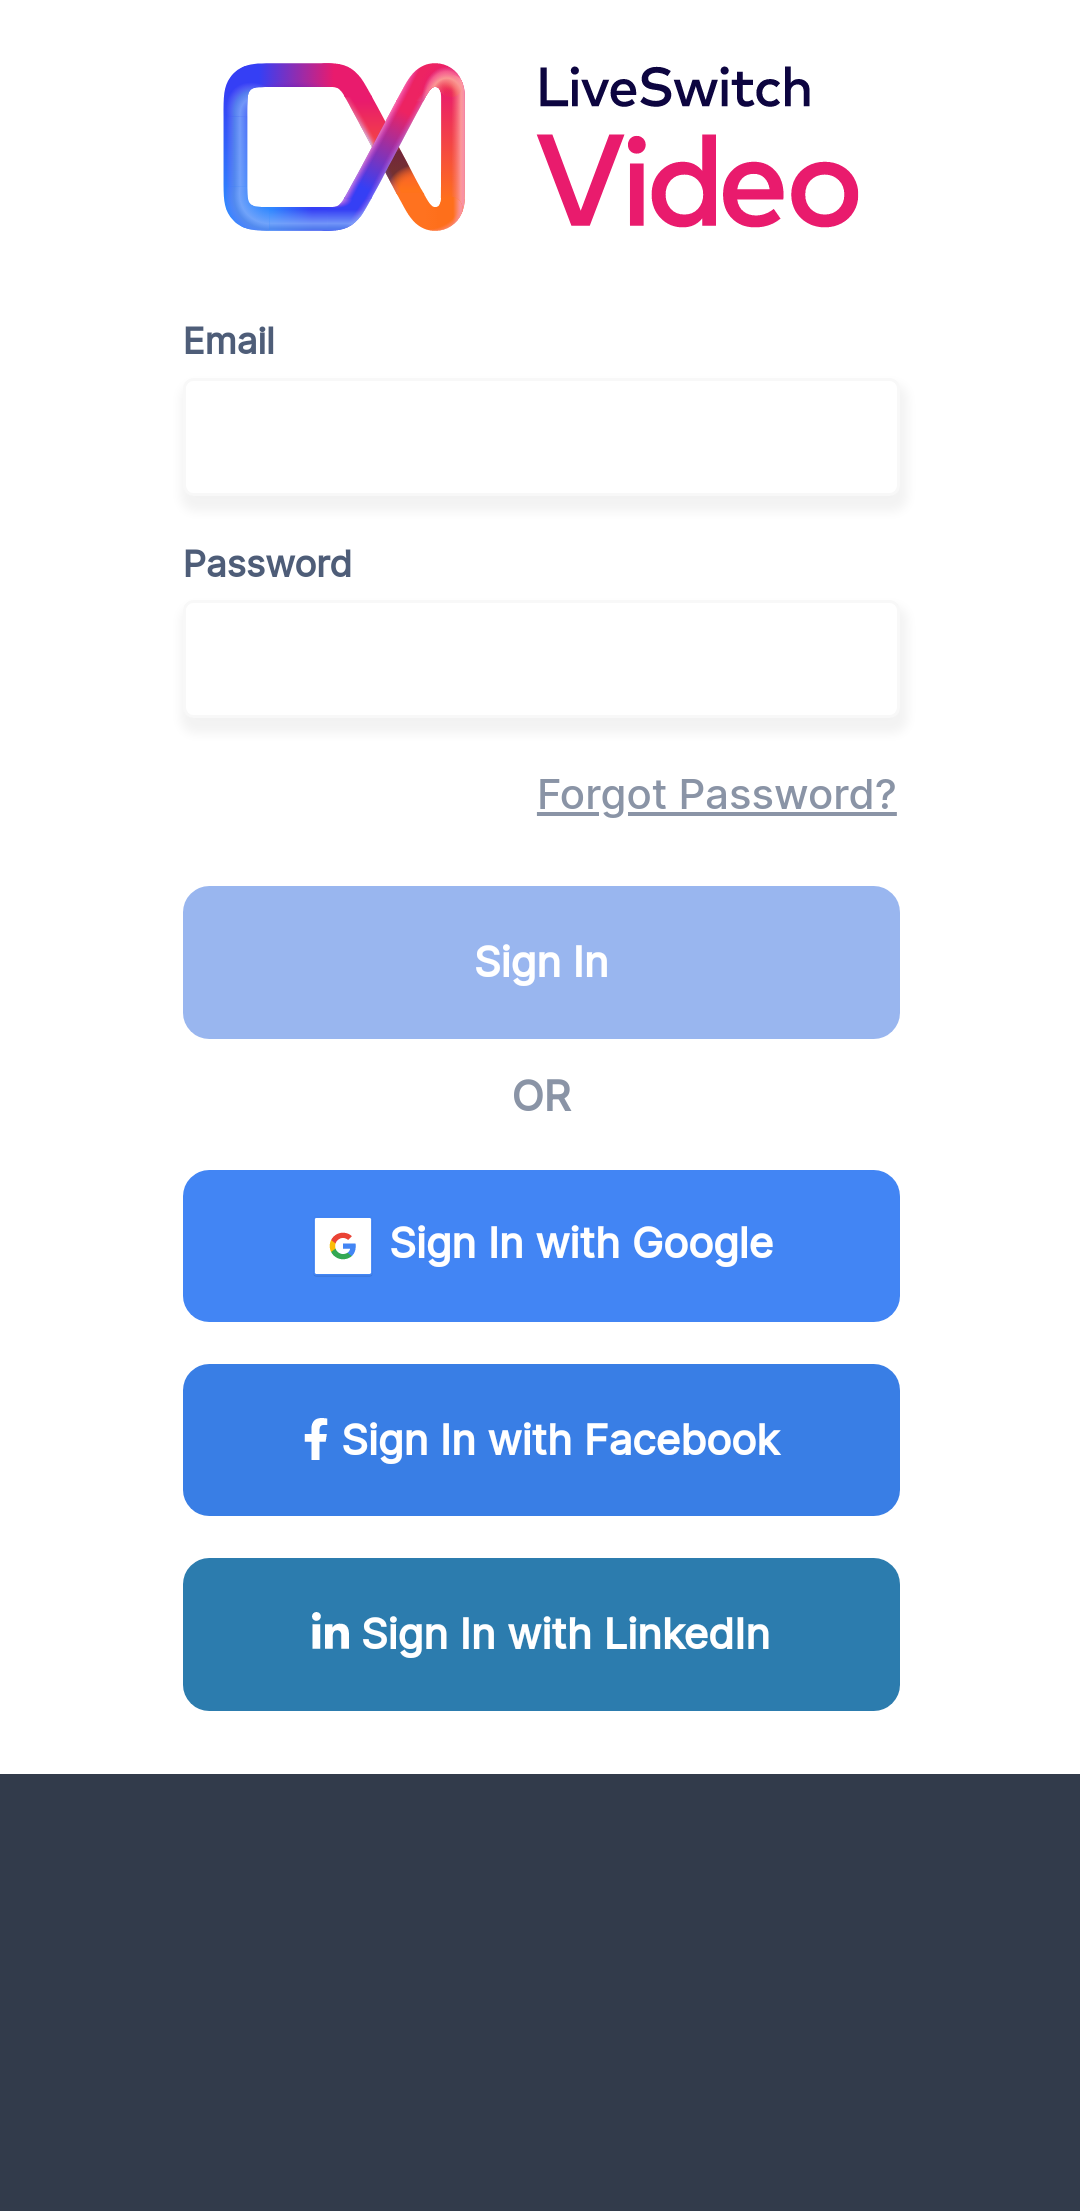 LiveSwitch
Video
Email
Password
Forgot Password?
Sign In
OR
Sign In with Google
Sign In with Facebook
Sign In with LinkedIn